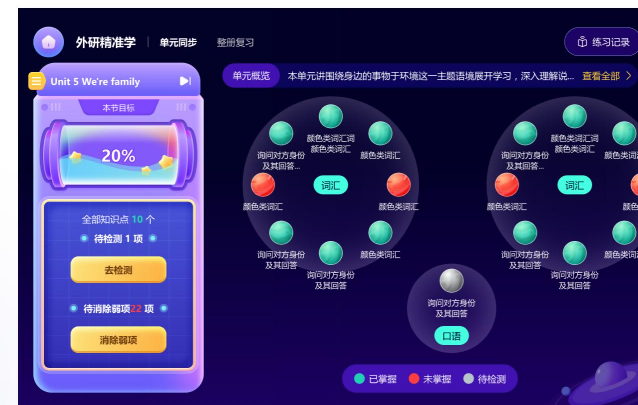 外研精准学
单元同步
整册复习
练习记录
Unit 5 We're family
单元概览
本单元讲围绕身边的事物于环境这一主题语境展开学习，深入理解说...
查看全部
本节目标
20%
全部知识点 10 个
待检测 1 项
去检测
待消除弱项22 项
消除弱项
颜色类词汇词
颜色类词汇
询问对方身份
及其回答...
颜色类词汇
词汇
颜色类词汇
颜色类词汇
询问对方身份
及其回答
颜色类词汇
询问对方身份
及其回答
颜色类词汇词
颜色类词汇
询问对方身份
及其回答...
颜色类词
词汇
颜色类词汇
颜色
询问对方身份
及其回答
颜色类词
询问对方身份
及其回答
询问对方身份
及其回答
口语
已掌握
未掌握
待检测